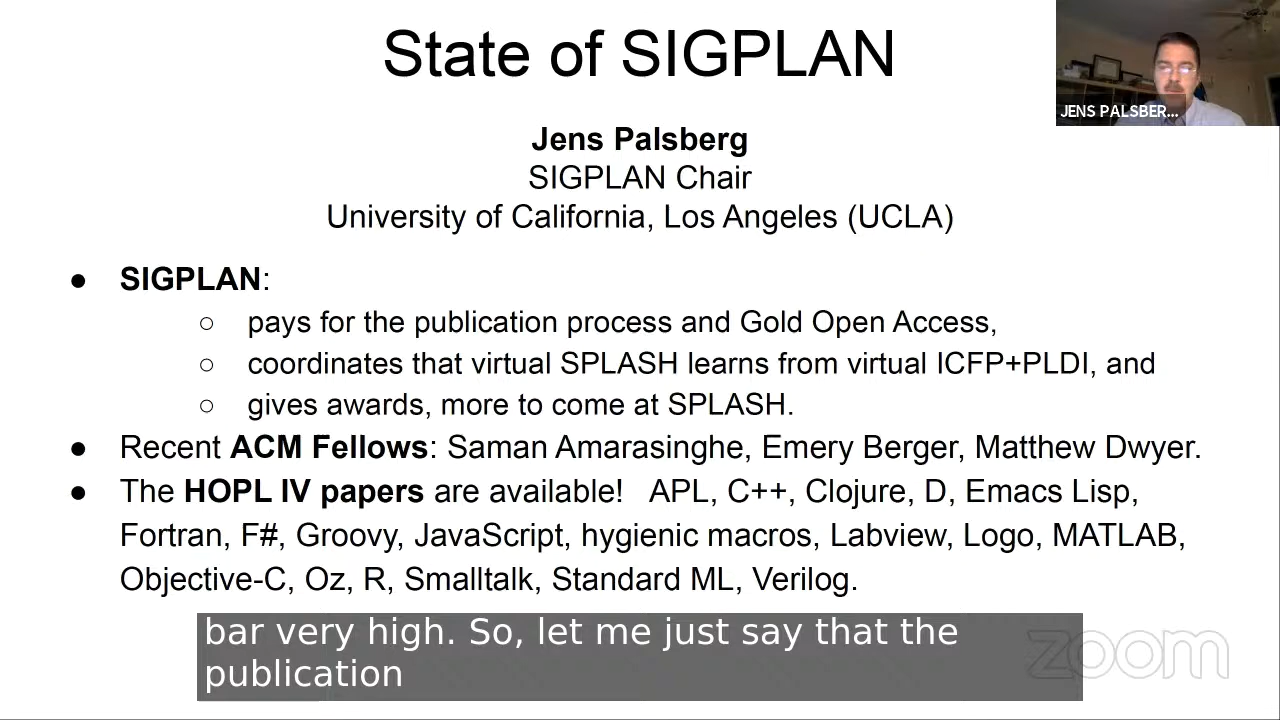 State of SIGPLAN
JENS PALSBER...
Jens Palsberg
SIGPLAN Chair
University of California, Los Angeles (UCLA)
● SIGPLAN:
○ pays for the publication process and Gold Open Access,
○ coordinates that virtual SPLASH learns from virtual ICFP+PLDI, and
○ gives awards, more to come at SPLASH.
● Recent ACM Fellows: Saman Amarasinghe, Emery Berger, Matthew Dwyer.
● The HOPL IV papers are available! APL, C++, Clojure, D, Emacs Lisp,
Fortran, F#, Groovy, JavaScript, hygienic macros, Labview, Logo, MATLAB,
Objective-C, Oz, R, Smalltalk, Standard ML, Verilog.
bar very high. So, let me just say that the
publication
zoom